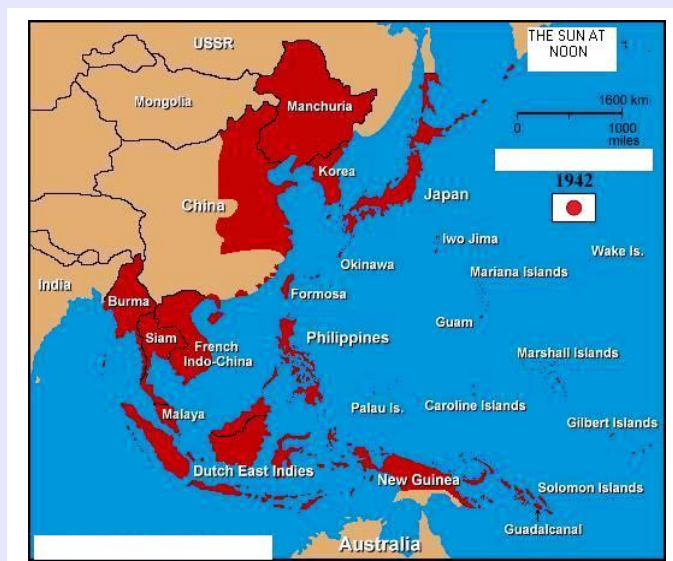 USSR
THE SUN AT
NOON
Mongolia
Manchuria
1600 km
0
0 1000
miles
Korea
1942
China
Japan
Iwo Jima
Wake Is.
Okinawa
Mariana Islands
India
Burma
Formosa
Siam
French
Indo-China
Philippines
Guam
Marshall Islands
Malaya
Palau Is.
Caroline Islands
Gilbert Islands
Dutch East Indies
New Guinea
Solomon Islands
Guadalcanal
Australia